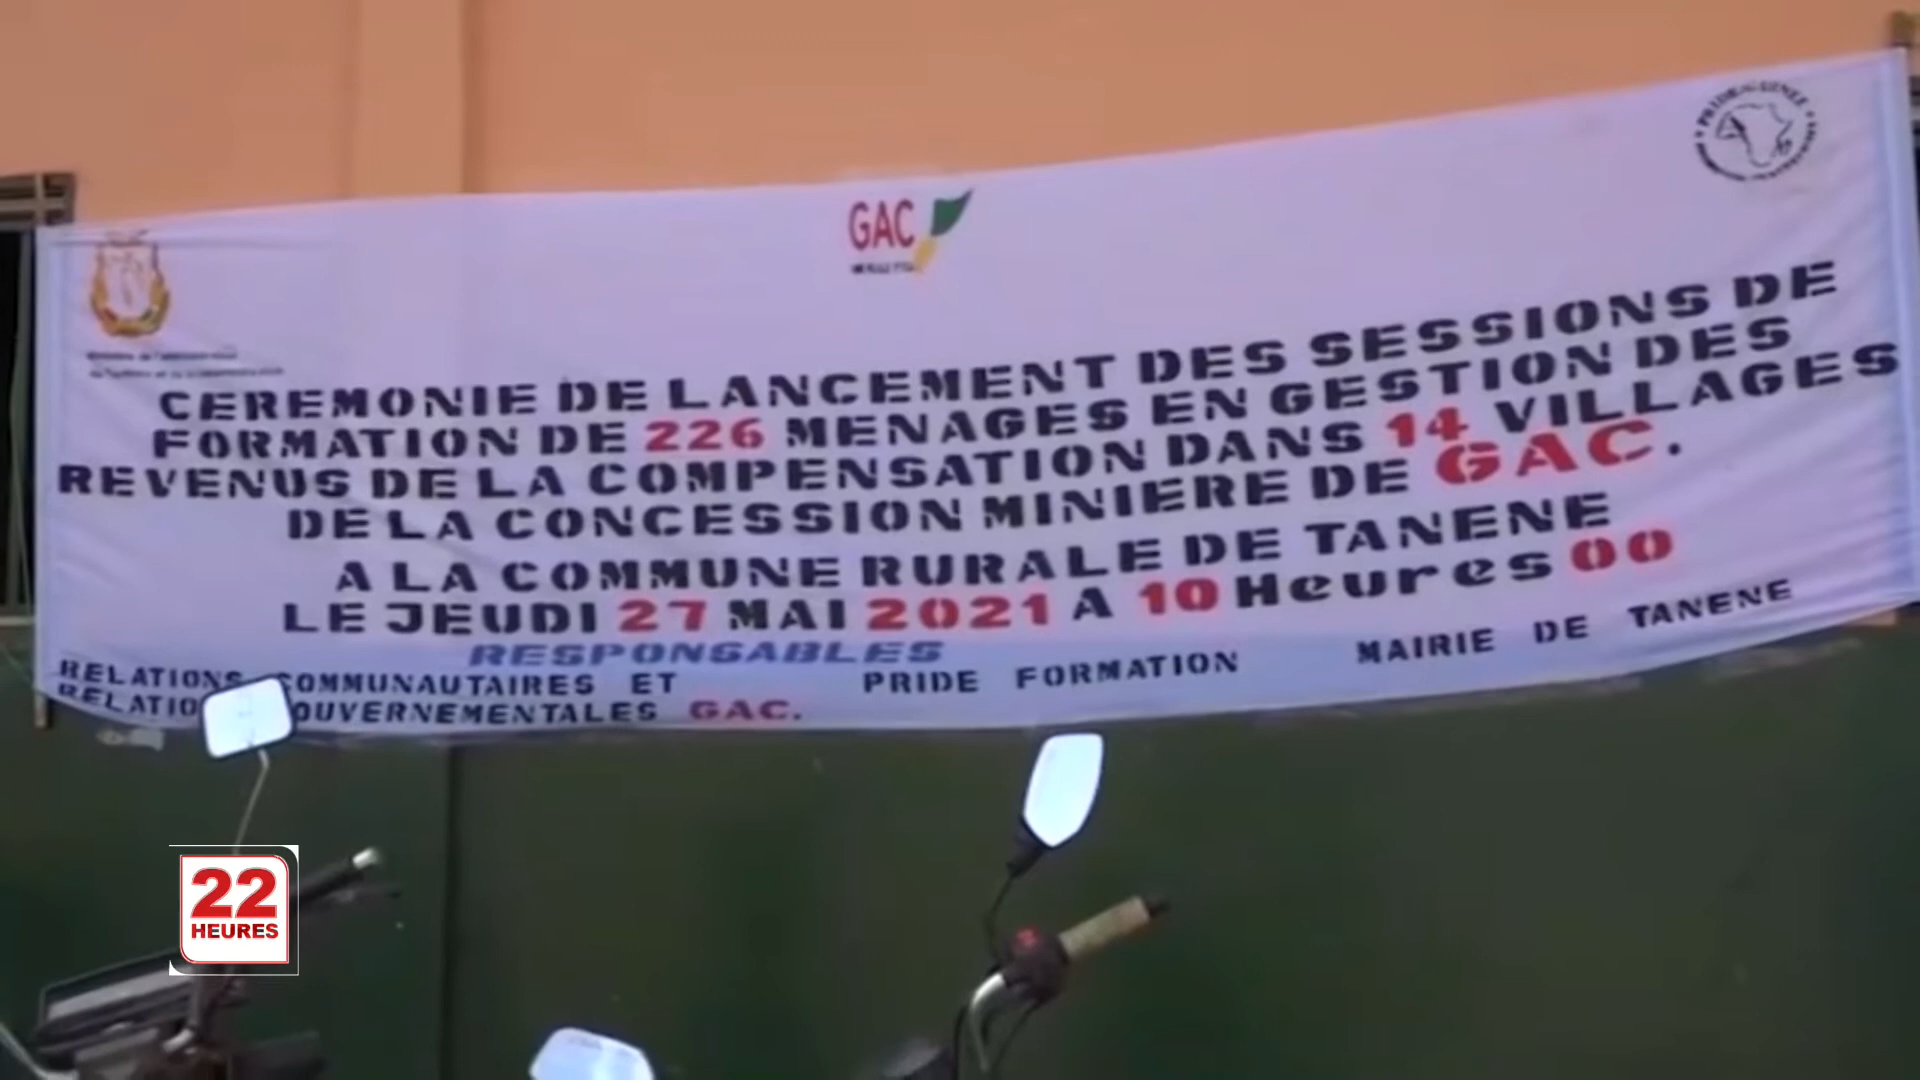 GAC
CEREMONIE DE LANCEMENT DES SESSIONS DE
FORMATION DE 226 MENAGES EN GESTION DES
REVENUS DE LA COMPENSATION DANS 14 VILLAGES
DE LA CONCESSION MINIERE DE GAC.
A LA COMMUNE RURALE DE TANENE
LE JEUDI 27 MAI 2021 A 10 Heures 00
RESPONSABLES
RELATIONS COMMUNAUTAIRES ET PRIDE FORMATION MAIRIE DE TANENE
OUVERNEMENTALES GAC.
22
HEURES